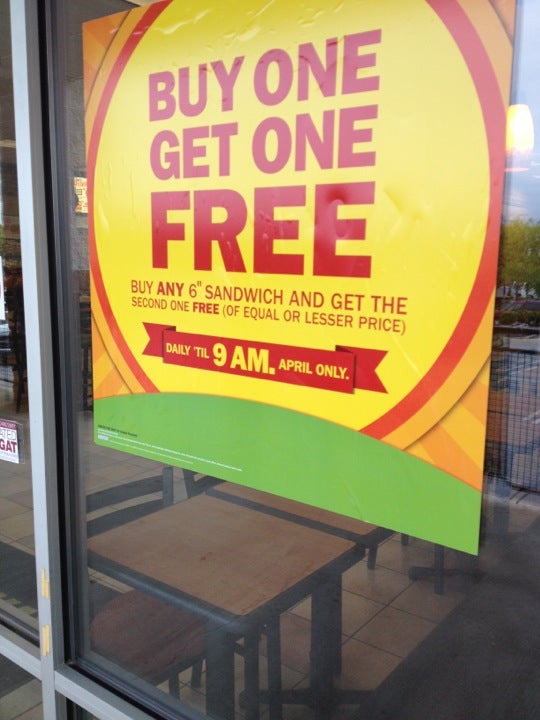 BUY ONE
GET ONE
FREE
BUY ANY 6" SANDWICH AND GET THE
SECOND ONE FREE (OF EQUAL OR LESSER PRICE)
DAILY 'TIL 9 AM. APRIL ONLY.
GAT